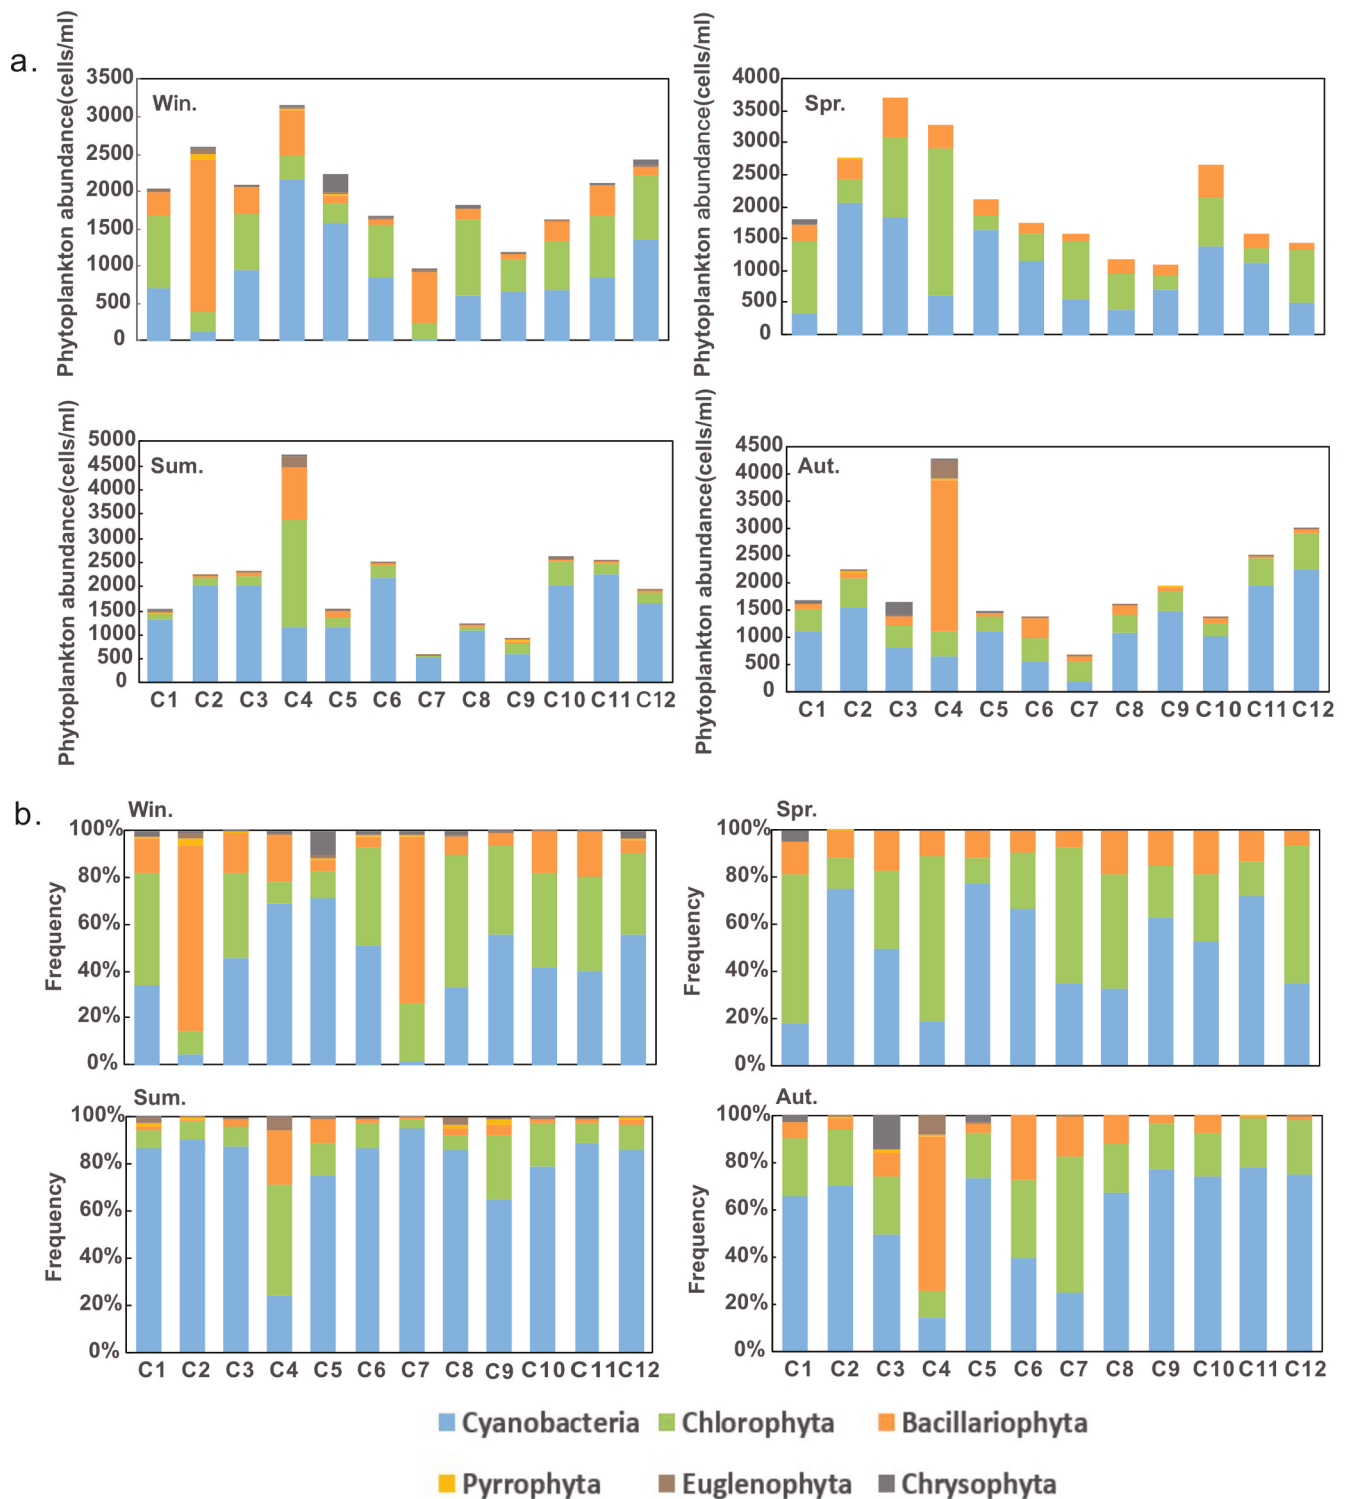 a.
Phytoplankton abundance(cells/ml)
3500
3000
2500
2000
1500
1000
500
0
Win.
Phytoplankton abundance(cells/ml)
4000
3500
3000
2500
2000
1500
1000
500
0
Spr.
Phytoplankton abundance(cells/ml)
5000
4500
4000
3500
3000
2500
2000
1500
1000
500
0
Sum.
C1 C2 C3 C4 C5 C6 C7 C8 C9 C10 C11 C12
Phytoplankton abundance(cells/ml)
4500
4000
3500
3000
2500
2000
1500
1000
500
0
Aut.
C1 C2 C3 C4 C5 C6 C7 C8 C9 C10 C11 C12
b.
Win.
Frequency
100%
80%
60%
40%
20%
0%
Spr.
Frequency
100%
80%
60%
40%
20%
0%
Sum.
Frequency
100%
80%
60%
40%
20%
0%
C1 C2 C3 C4 C5 C6 C7 C8 C9 C10 C11 C12
Aut.
Frequency
100%
80%
60%
40%
20%
0%
C1 C2 C3 C4 C5 C6 C7 C8 C9 C10 C11 C12
Cyanobacteria Chlorophyta Bacillariophyta
Pyrrophyta Euglenophyta Chrysophyta